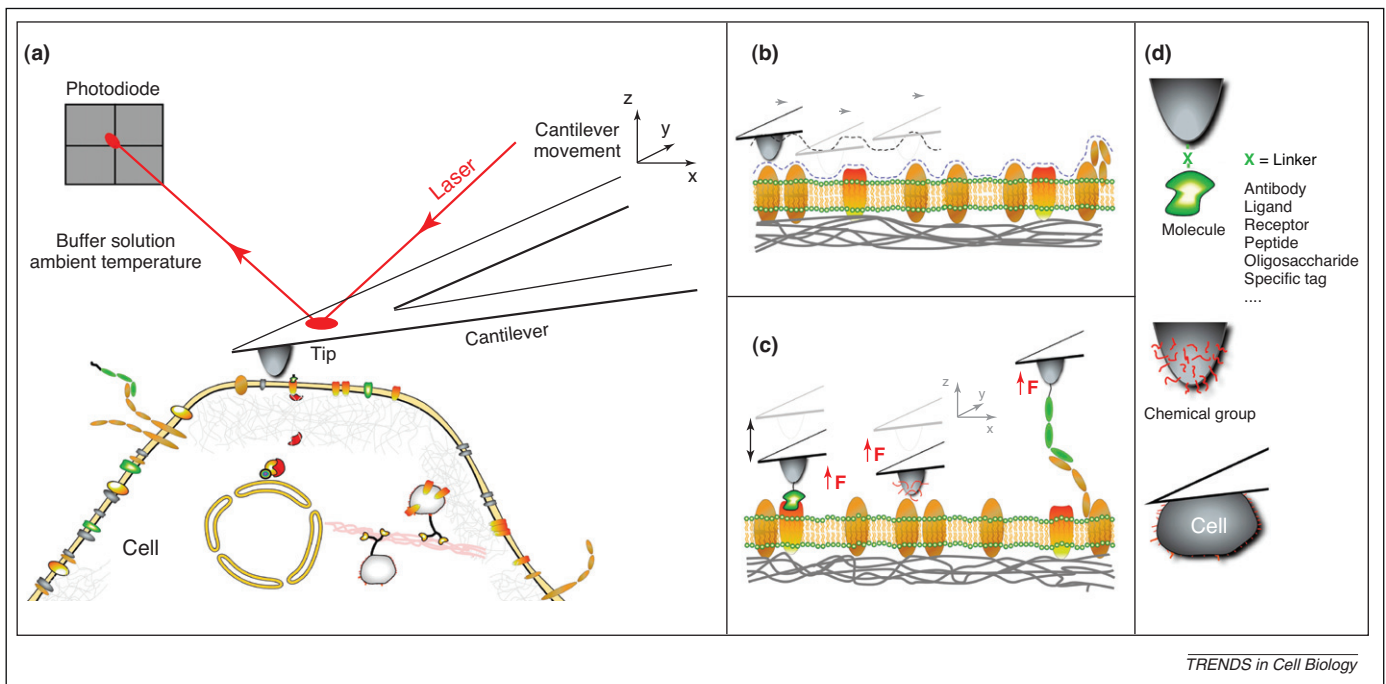 (a)
Photodiode
Laser
Cantilever
movement
z
y
x
Buffer solution
ambient temperature
Cantilever
Tip
Cell
(b)
(c)
F
F
F
z
y
x
(d)
X
X = Linker
Molecule
Antibody
Ligand
Receptor
Peptide
Oligosaccharide
Specific tag
....
Chemical group
Cell
TRENDS in Cell Biology